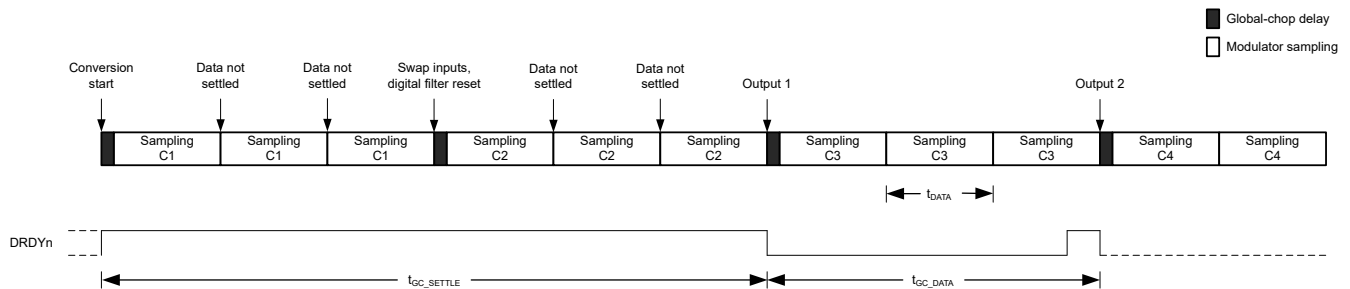 Global-chop delay
Modulator sampling
Conversion
start
Data not
settled
Data not
settled
Swap inputs,
digital filter reset
Data not
settled
Data not
settled
Output 1
Output 2
Sampling
C1
Sampling
C1
Sampling
C1
Sampling
C2
Sampling
C2
Sampling
C2
Sampling
C3
Sampling
C3
Sampling
C3
Sampling
C4
Sampling
C4
tDATA
DRDYn
tGC_SETTLE
tGC_DATA